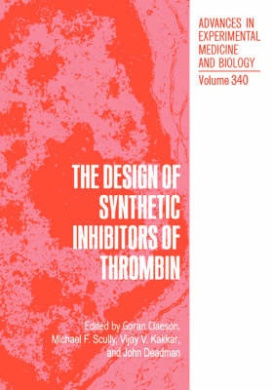 ADVANCES IN
EXPERIMENTAL
MEDICINE
AND BIOLOGY
Volume 340
THE DESIGN OF
SYNTHETIC
INHIBITORS OF
THROMBIN
Edited by Goran Claeson,
Michael F. Scully, Vijay V. Kakkar,
and John Deadman